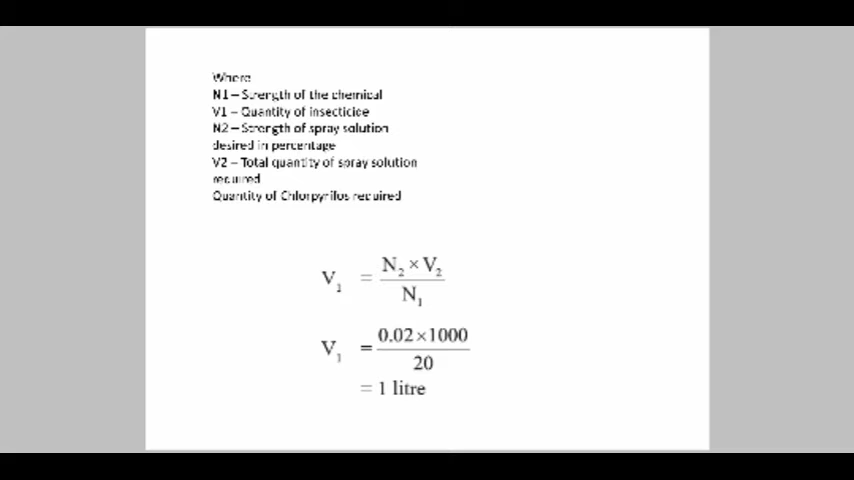 Where
N1 – Strength of the chemical
V1 – Quantity of insecticide
N2 – Strength of spray solution
desired in percentage
V2 – Total quantity of spray solution
required
Quantity of Chlorpyrifos required
V₁ = N₂ × V₂ / N₁
V₁ = 0.02 × 1000 / 20
= 1 litre